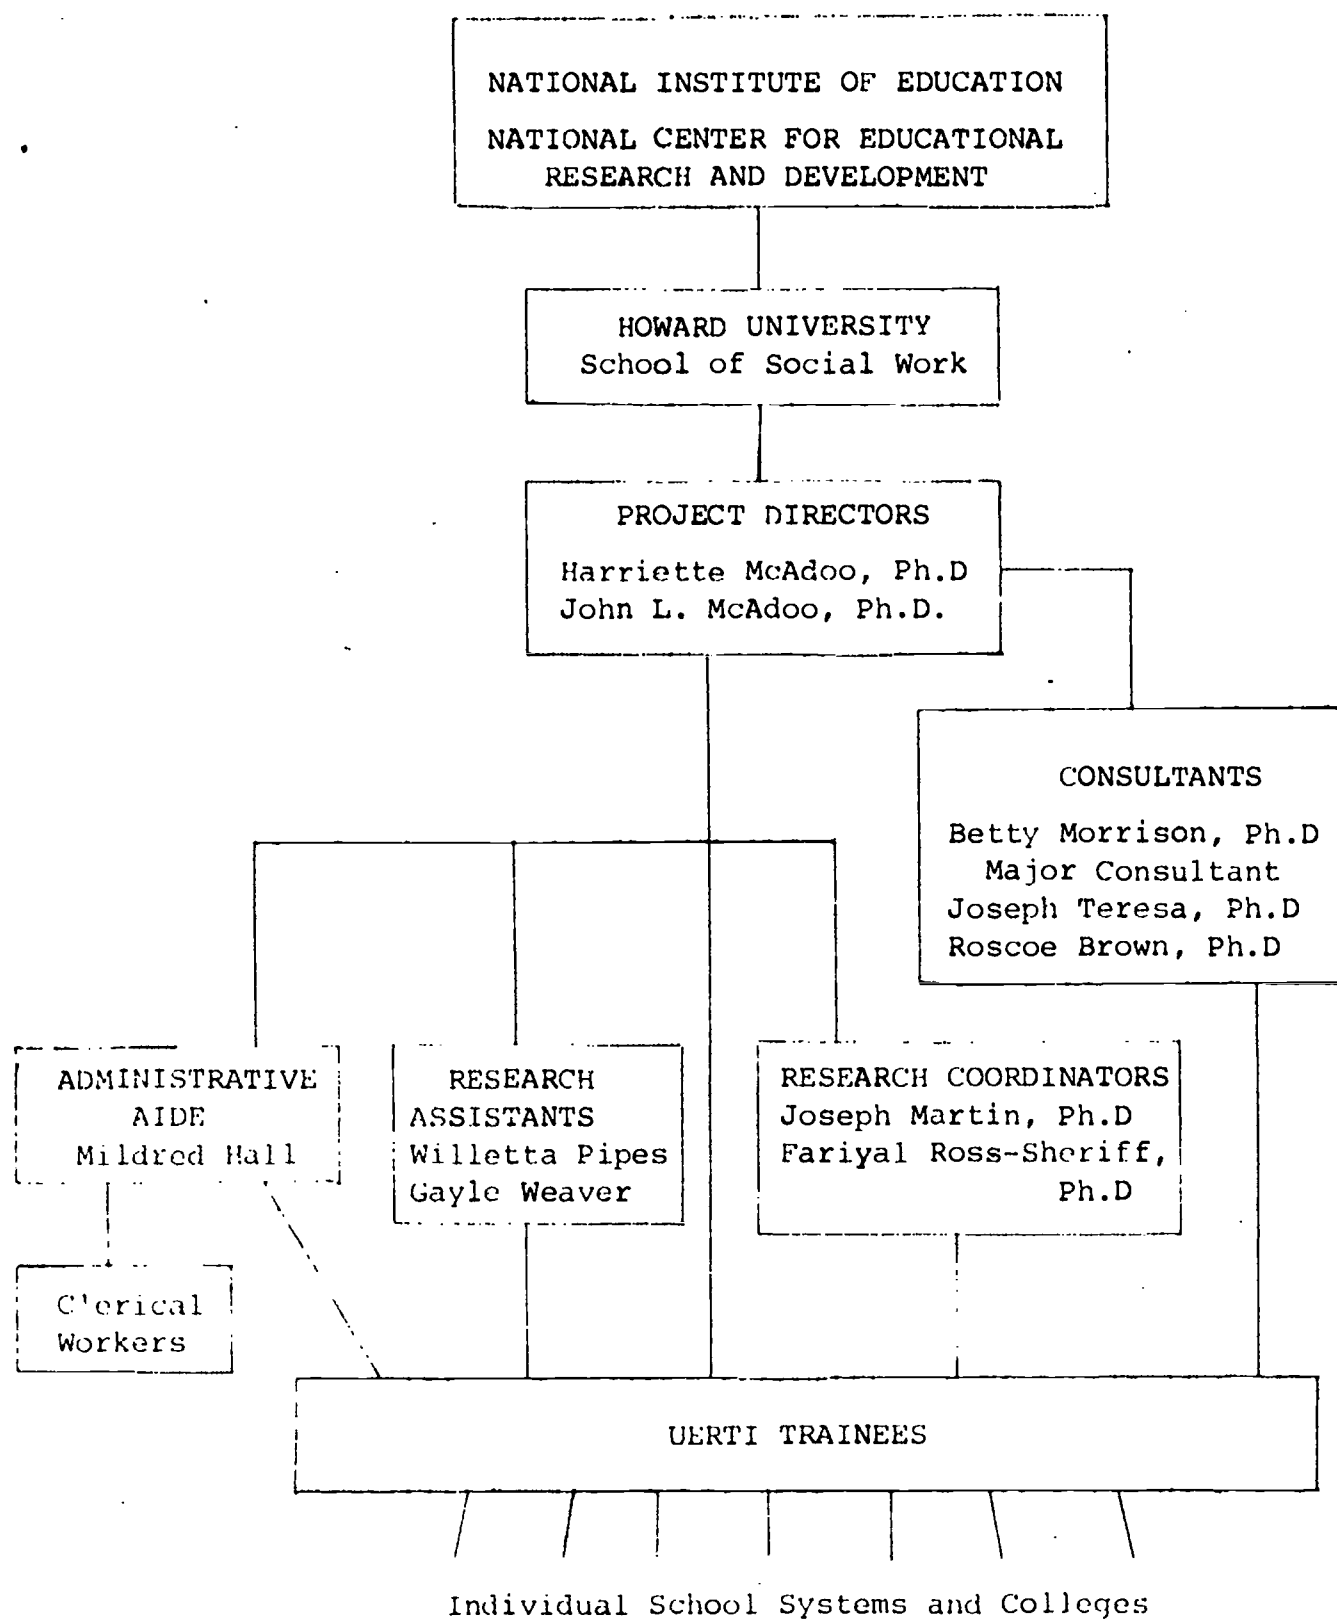 NATIONAL INSTITUTE OF EDUCATION
NATIONAL CENTER FOR EDUCATIONAL
RESEARCH AND DEVELOPMENT
HOWARD UNIVERSITY
School of Social Work
PROJECT DIRECTORS
Harriette McAdoo, Ph.D
John L. McAdoo, Ph.D.
CONSULTANTS
Betty Morrison, Ph.D
Major Consultant
Joseph Teresa, Ph.D
Roscoe Brown, Ph.D
ADMINISTRATIVE
AIDE
Mildred Hall
RESEARCH
ASSISTANTS
Willetta Pipes
Gayle Weaver
RESEARCH COORDINATORS
Joseph Martin, Ph.D
Fariyal Ross-Sheriff,
Ph.D
Clerical
Workers
UERTI TRAINEES
Individual School Systems and Colleges